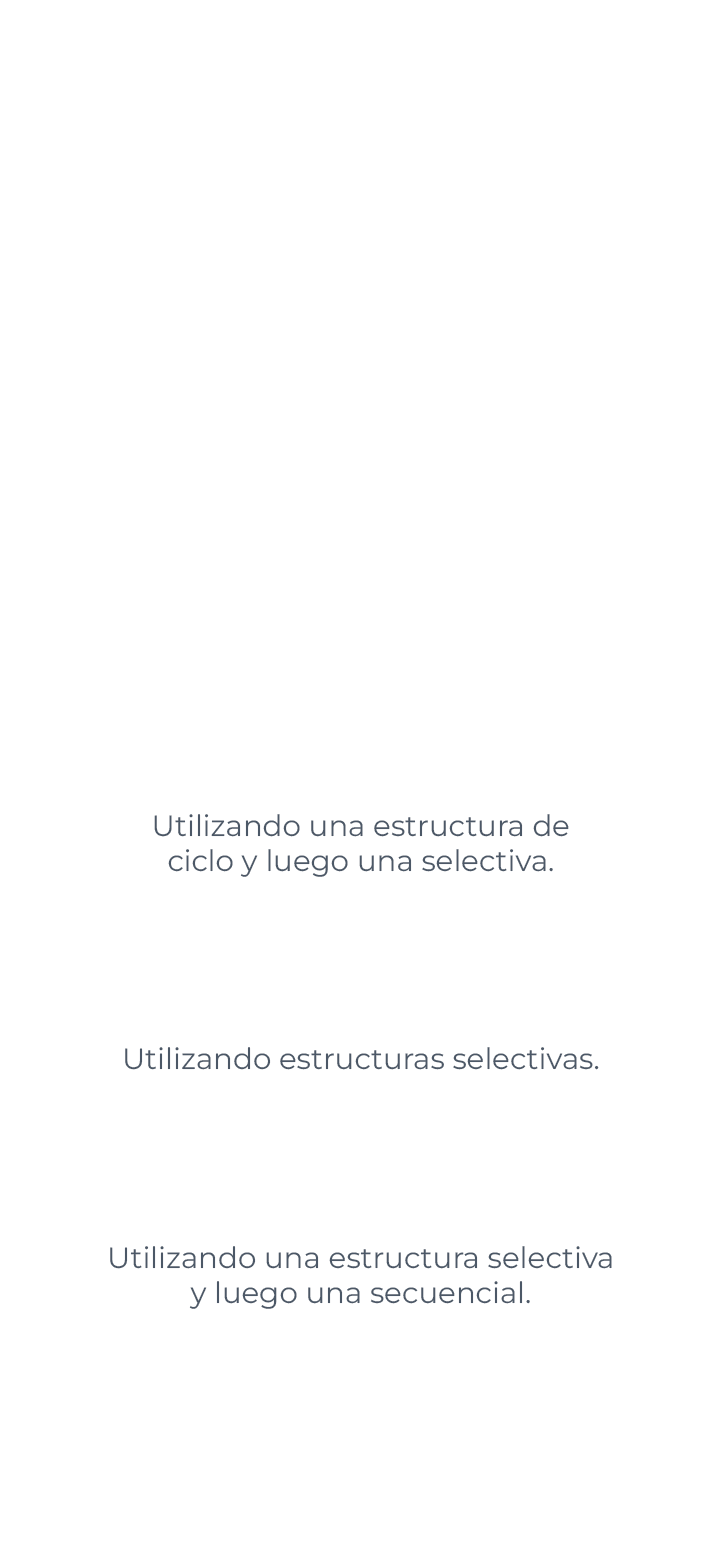 Utilizando una estructura de
ciclo y luego una selectiva.
Utilizando estructuras selectivas.
Utilizando una estructura selectiva
y luego una secuencial.